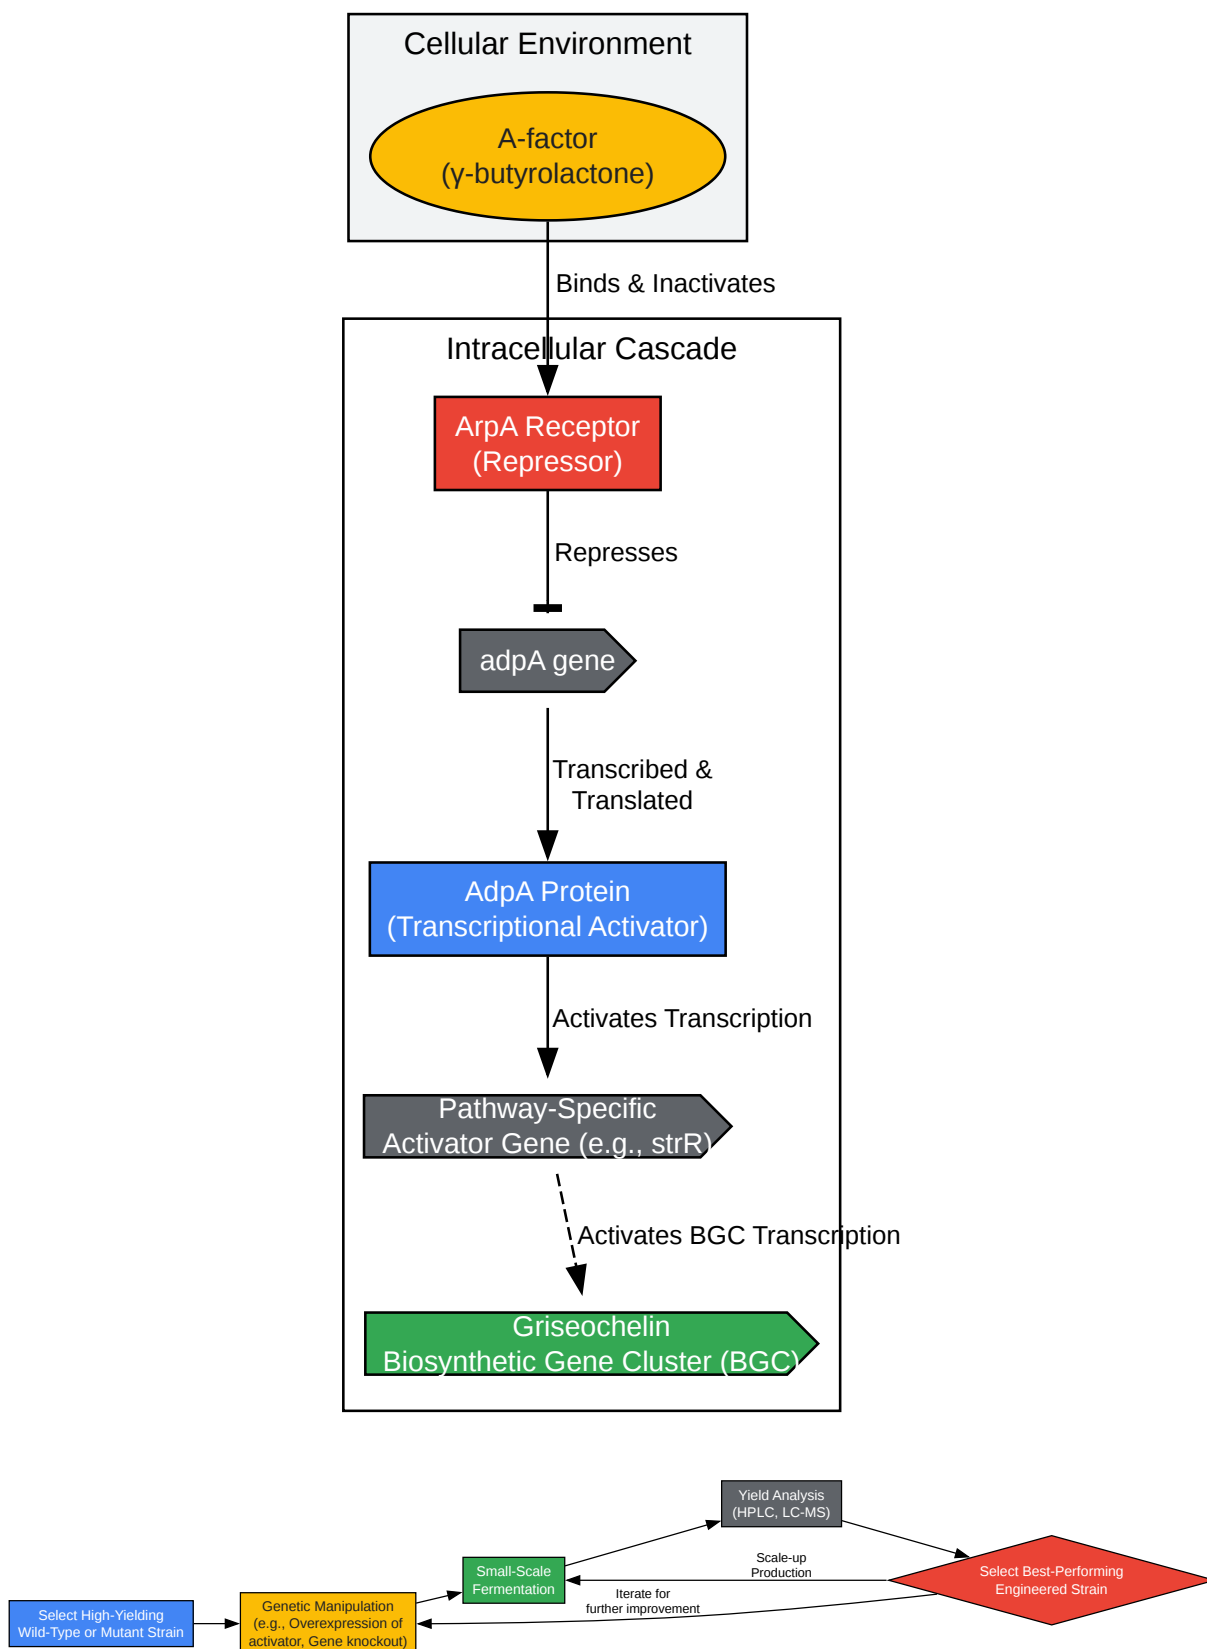 Cellular Environment
A-factor
(γ-butyrolactone)
Binds & Inactivates
Intracellular Cascade
ArpA Receptor
(Repressor)
Represses
adpA gene
Transcribed &
Translated
AdpA Protein
(Transcriptional Activator)
Activates Transcription
Pathway-Specific
Activator Gene (e.g., strR)
Activates BGC Transcription
Griseochelin
Biosynthetic Gene Cluster (BGC)
Yield Analysis
(HPLC, LC-MS)
Scale-up
Production
Select Best-Performing
Engineered Strain
Small-Scale
Fermentation
Iterate for
further improvement
Genetic Manipulation
(e.g., Overexpression of
activator, Gene knockout)
Select High-Yielding
Wild-Type or Mutant Strain